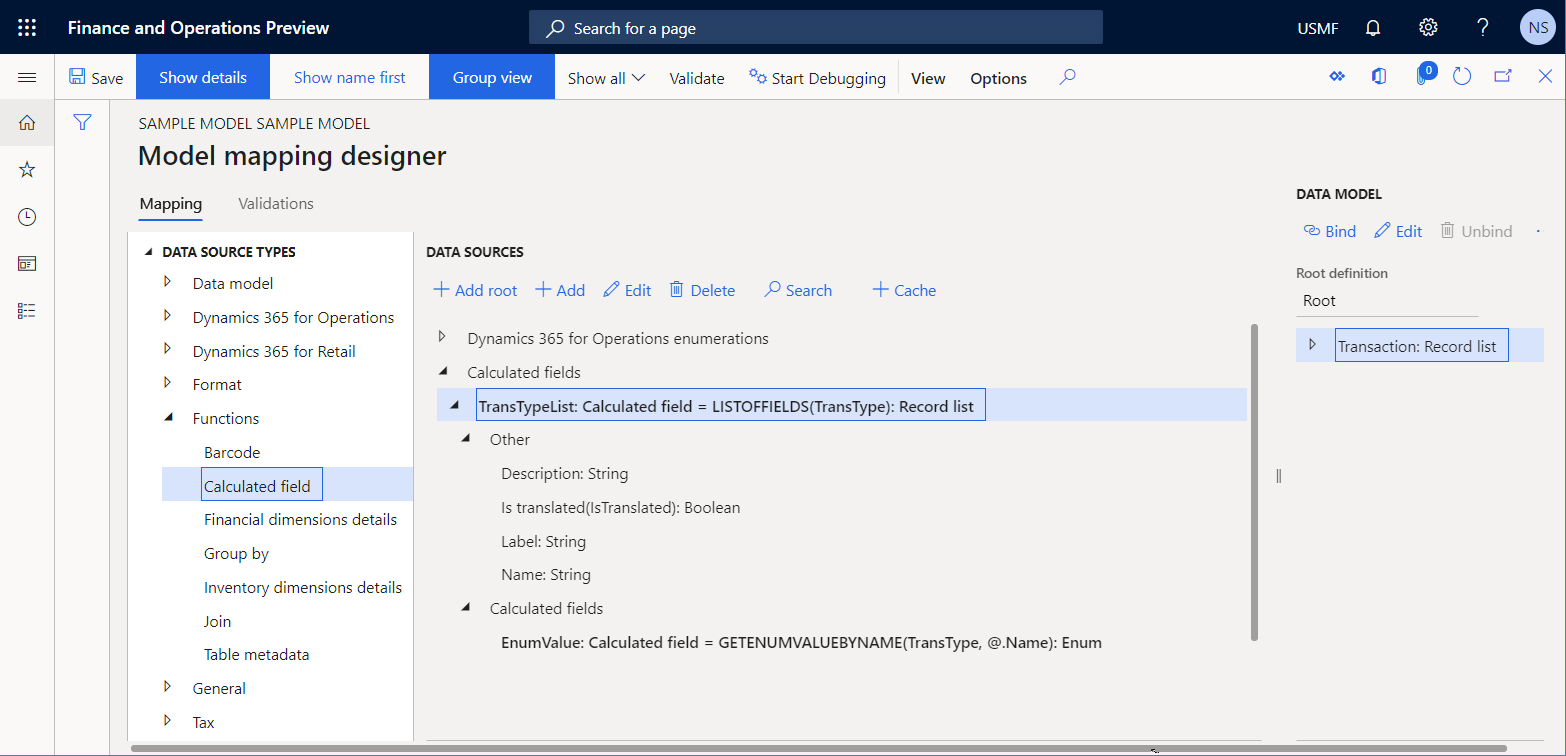 Finance and Operations Preview
Search for a page
USMF
NS
Save
Show details
Show name first
Group view
Show all
Validate
Start Debugging
View
Options
0
SAMPLE MODEL SAMPLE MODEL
Model mapping designer
Mapping
Validations
DATA SOURCE TYPES
Data model
Dynamics 365 for Operations
Dynamics 365 for Retail
Format
Functions
Barcode
Calculated field
Financial dimensions details
Group by
Inventory dimensions details
Join
Table metadata
General
Tax
DATA SOURCES
Add root
Add
Edit
Delete
Search
Cache
Dynamics 365 for Operations enumerations
Calculated fields
TransTypeList: Calculated field = LISTOFFIELDS(TransType): Record list
Other
Description: String
Is translated(IsTranslated): Boolean
Label: String
Name: String
Calculated fields
EnumValue: Calculated field = GETENUMVALUEBYNAME(TransType, @.Name): Enum
DATA MODEL
Bind
Edit
Unbind
Root definition
Root
Transaction: Record list